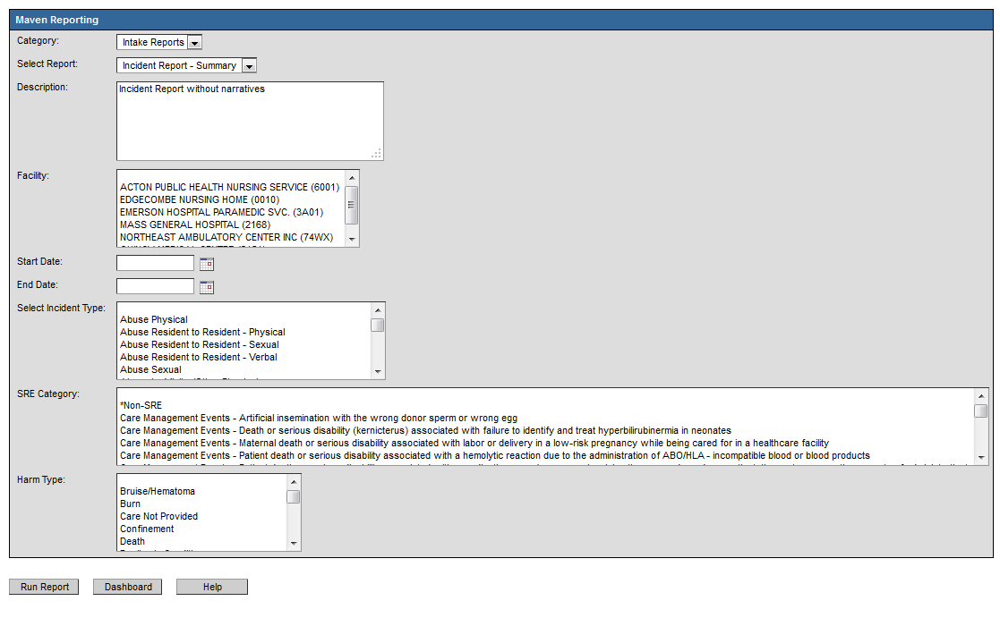 Maven Reporting
Category:
Intake Reports
Select Report:
Incident Report - Summary
Description:
Incident Report without narratives
Facility:
ACTON PUBLIC HEALTH NURSING SERVICE (6001)
EDGECOMBE NURSING HOME (0010)
EMERSON HOSPITAL PARAMEDIC SVC. (3A01)
MASS GENERAL HOSPITAL (2168)
NORTHEAST AMBULATORY CENTER INC (74WX)
Start Date:
End Date:
Select Incident Type:
Abuse Physical
Abuse Resident to Resident - Physical
Abuse Resident to Resident - Sexual
Abuse Resident to Resident - Verbal
Abuse Sexual
SRE Category:
*Non-SRE
Care Management Events - Artificial insemination with the wrong donor sperm or wrong egg
Care Management Events - Death or serious disability (kernicterus) associated with failure to identify and treat hyperbilirubinermia in neonates
Care Management Events - Maternal death or serious disability associated with labor or delivery in a low-risk pregnancy while being cared for in a healthcare facility
Care Management Events - Patient death or serious disability associated with a hemolytic reaction due to the administration of ABO/HLA - incompatible blood or blood products
Harm Type:
Bruise/Hematoma
Burn
Care Not Provided
Confinement
Death
Run Report
Dashboard
Help